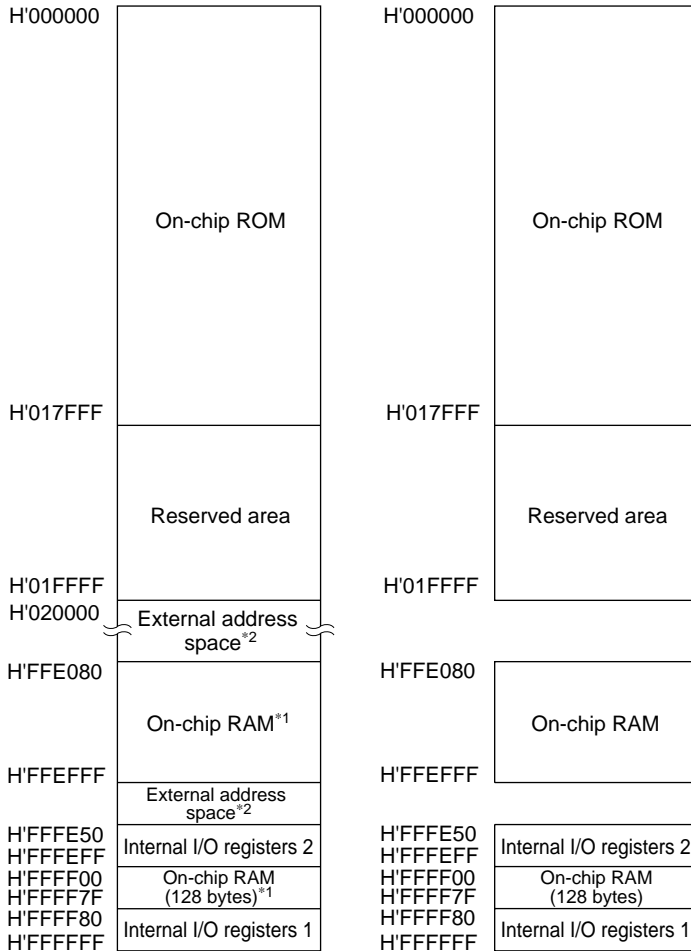 H'000000
On-chip ROM
H'017FFF
Reserved area
H'01FFFF
H'020000
External address
space*2
H'FFE080
On-chip RAM*1
H'FFEFFF
External address
space*2
H'FFFE50
Internal I/O registers 2
H'FFFEFF
H'FFFF00
On-chip RAM
(128 bytes)*1
H'FFFF7F
H'FFFF80
Internal I/O registers 1
H'FFFFFF
H'000000
On-chip ROM
H'017FFF
Reserved area
H'01FFFF
H'FFE080
On-chip RAM
H'FFEFFF
H'FFFE50
Internal I/O registers 2
H'FFFEFF
H'FFFF00
On-chip RAM
(128 bytes)
H'FFFF7F
H'FFFF80
Internal I/O registers 1
H'FFFFFF